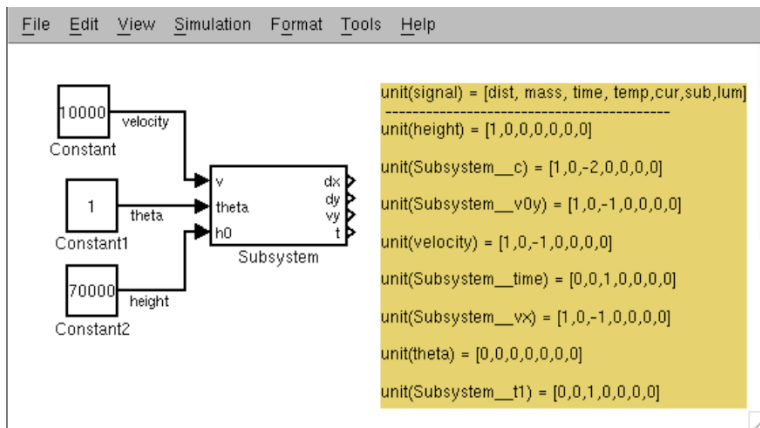 File Edit View Simulation Format Tools Help
10000
velocity
Constant
1
theta
Constant1
70000
height
Constant2
v
theta
h0
dx
dy
vy
t
Subsystem
unit(signal) = [dist, mass, time, temp,cur,sub,lum]
-------------------------------------------
unit(height) = [1,0,0,0,0,0,0]
unit(Subsystem__c) = [1,0,-2,0,0,0,0]
unit(Subsystem__v0y) = [1,0,-1,0,0,0,0]
unit(velocity) = [1,0,-1,0,0,0,0]
unit(Subsystem__time) = [0,0,1,0,0,0,0]
unit(Subsystem__vx) = [1,0,-1,0,0,0,0]
unit(theta) = [0,0,0,0,0,0,0]
unit(Subsystem__t1) = [0,0,1,0,0,0,0]